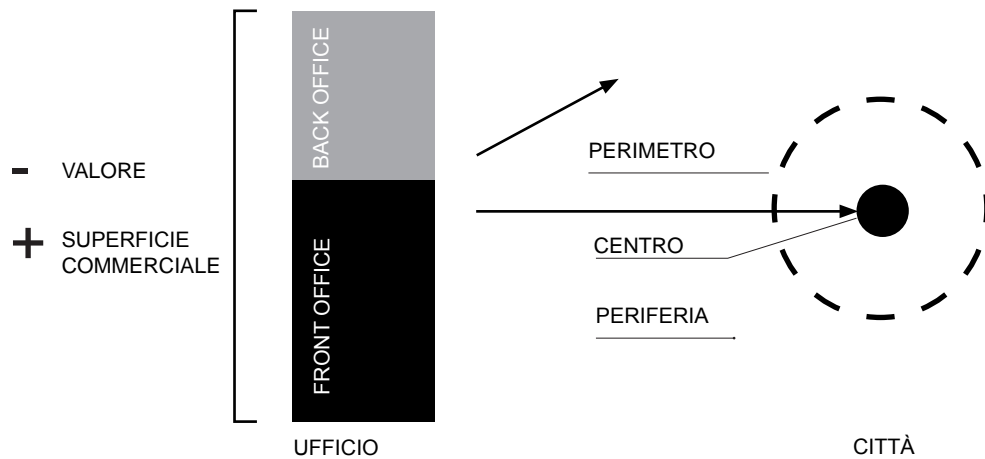 BACK OFFICE
FRONT OFFICE
- VALORE
+ SUPERFICIE
COMMERCIALE
UFFICIO
PERIMETRO
CENTRO
PERIFERIA
CITTÀ